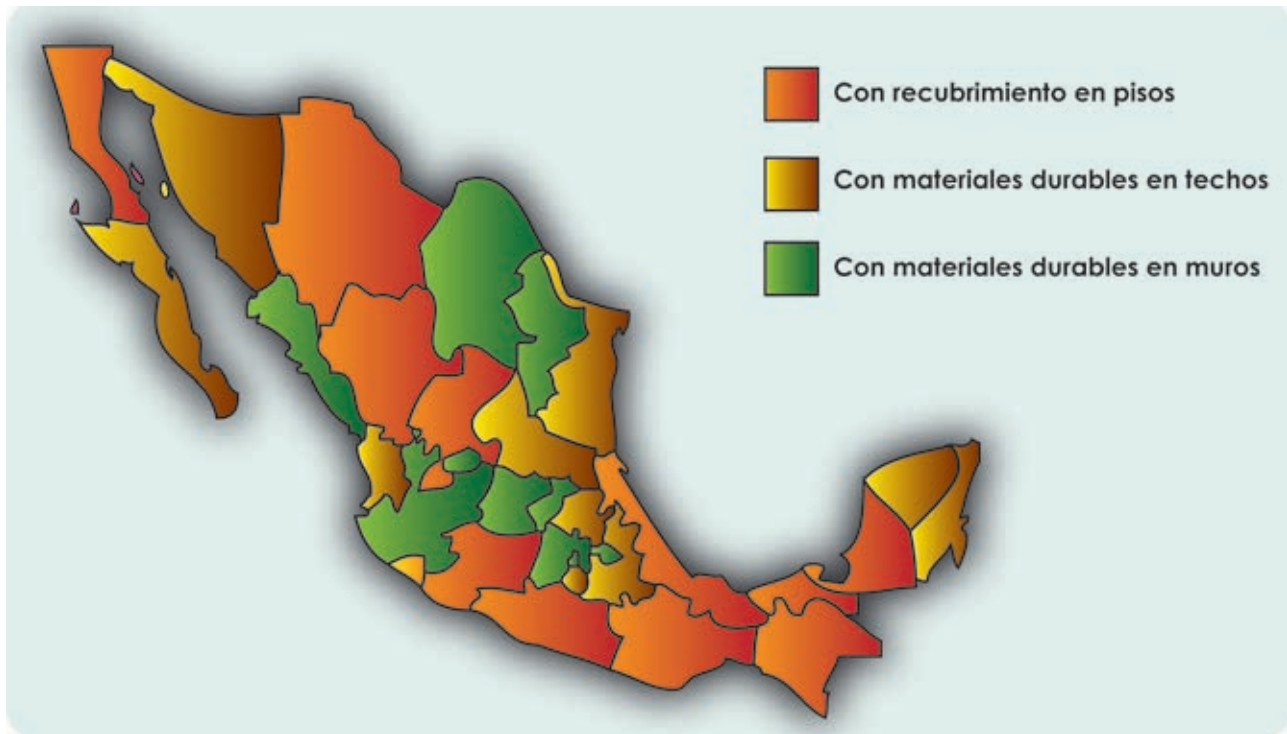 Con recubrimiento en pisos
Con materiales durables en techos
Con materiales durables en muros